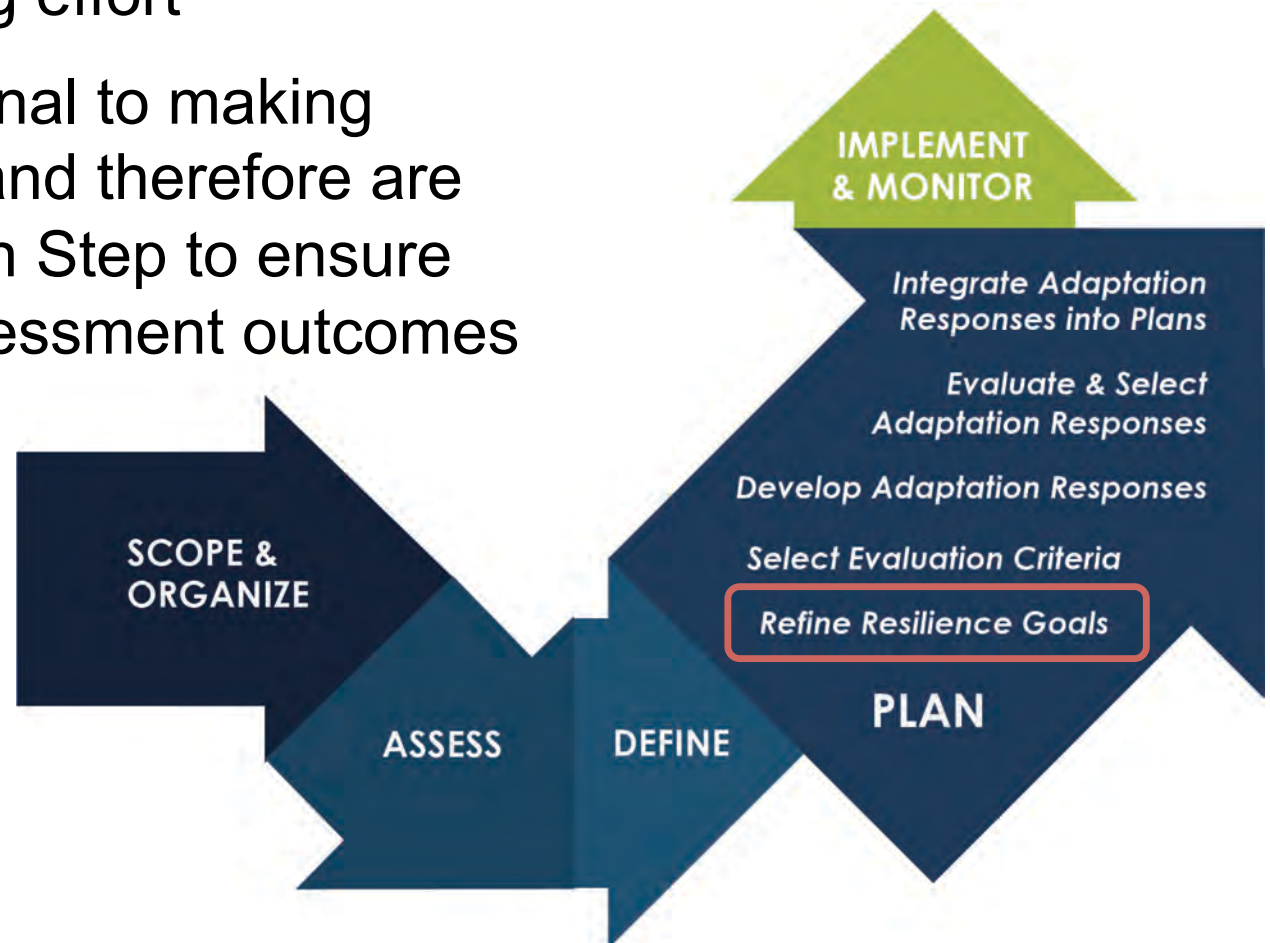 effort
nal to making
and therefore are
Step to ensure
essment outcomes
IMPLEMENT
& MONITOR
Integrate Adaptation
Responses into Plans
Evaluate & Select
Adaptation Responses
Develop Adaptation Responses
Select Evaluation Criteria
Refine Resilience Goals
PLAN
SCOPE &
ORGANIZE
ASSESS
DEFINE